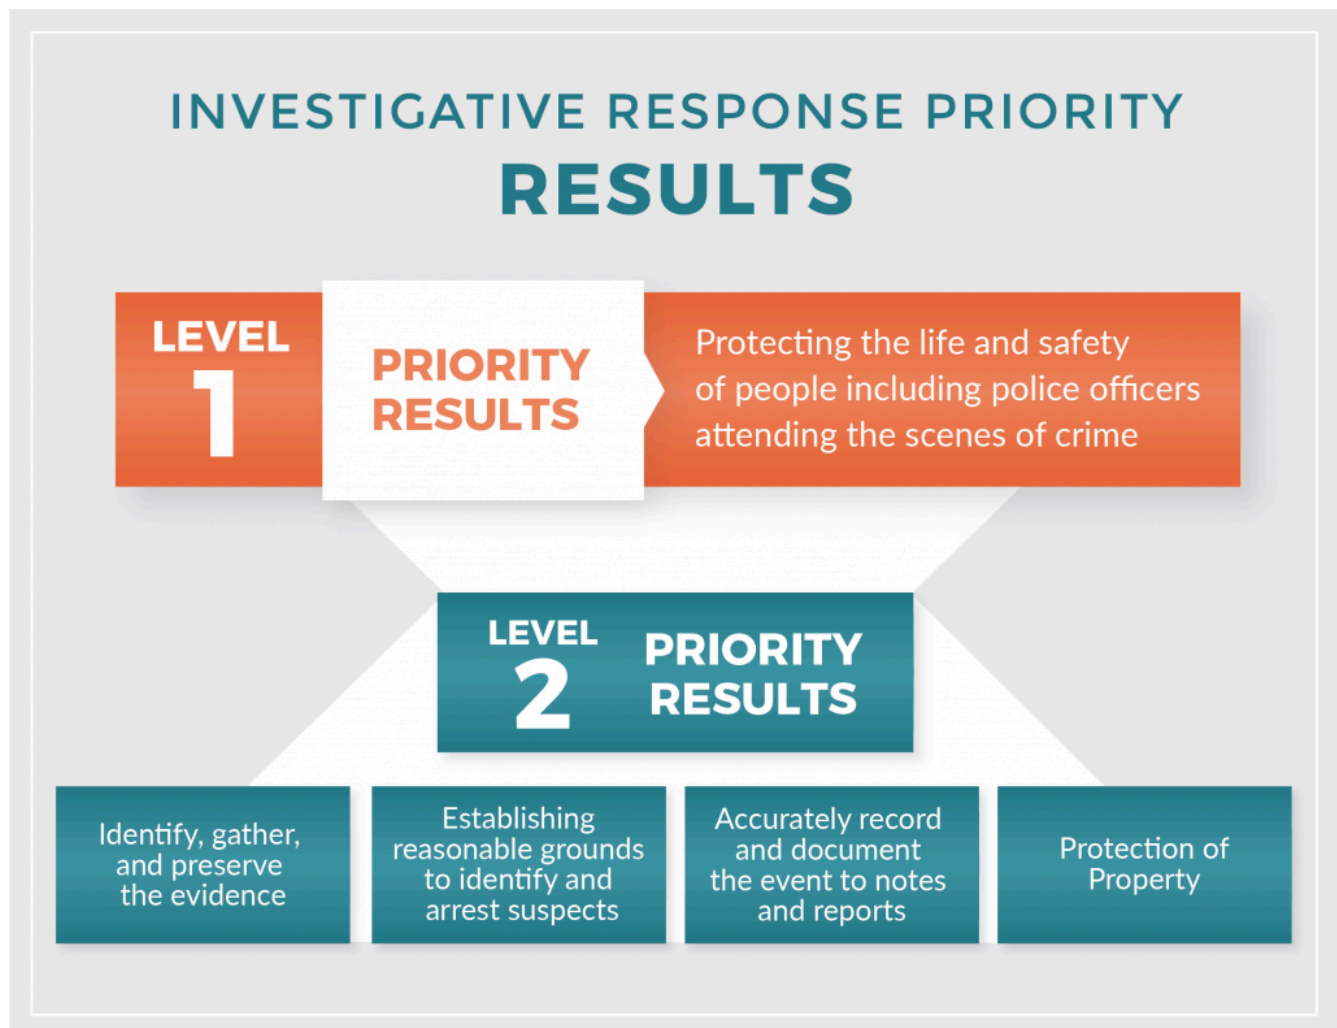 INVESTIGATIVE RESPONSE PRIORITY
RESULTS
LEVEL
1
PRIORITY
RESULTS
Protecting the life and safety
of people including police officers
attending the scenes of crime
LEVEL
2
PRIORITY
RESULTS
Identify, gather,
and preserve
the evidence
Establishing
reasonable grounds
to identify and
arrest suspects
Accurately record
and document
the event to notes
and reports
Protection of
Property